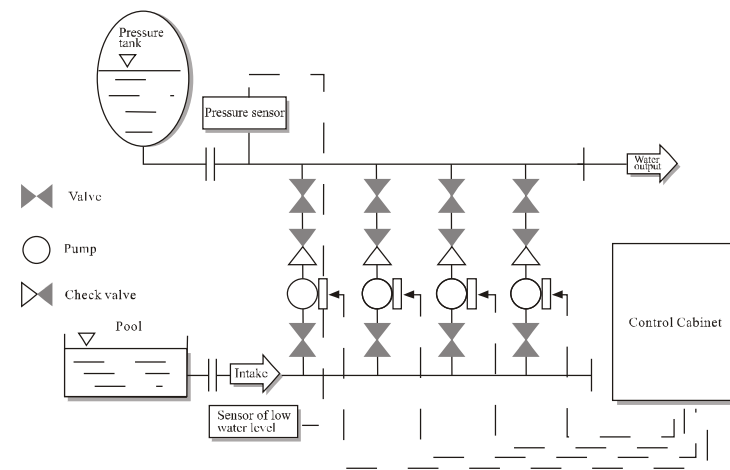 Pressure
tank
Pressure sensor
Water
output
Valve
Pump
Check valve
Control Cabinet
Pool
Intake
Sensor of low
water level